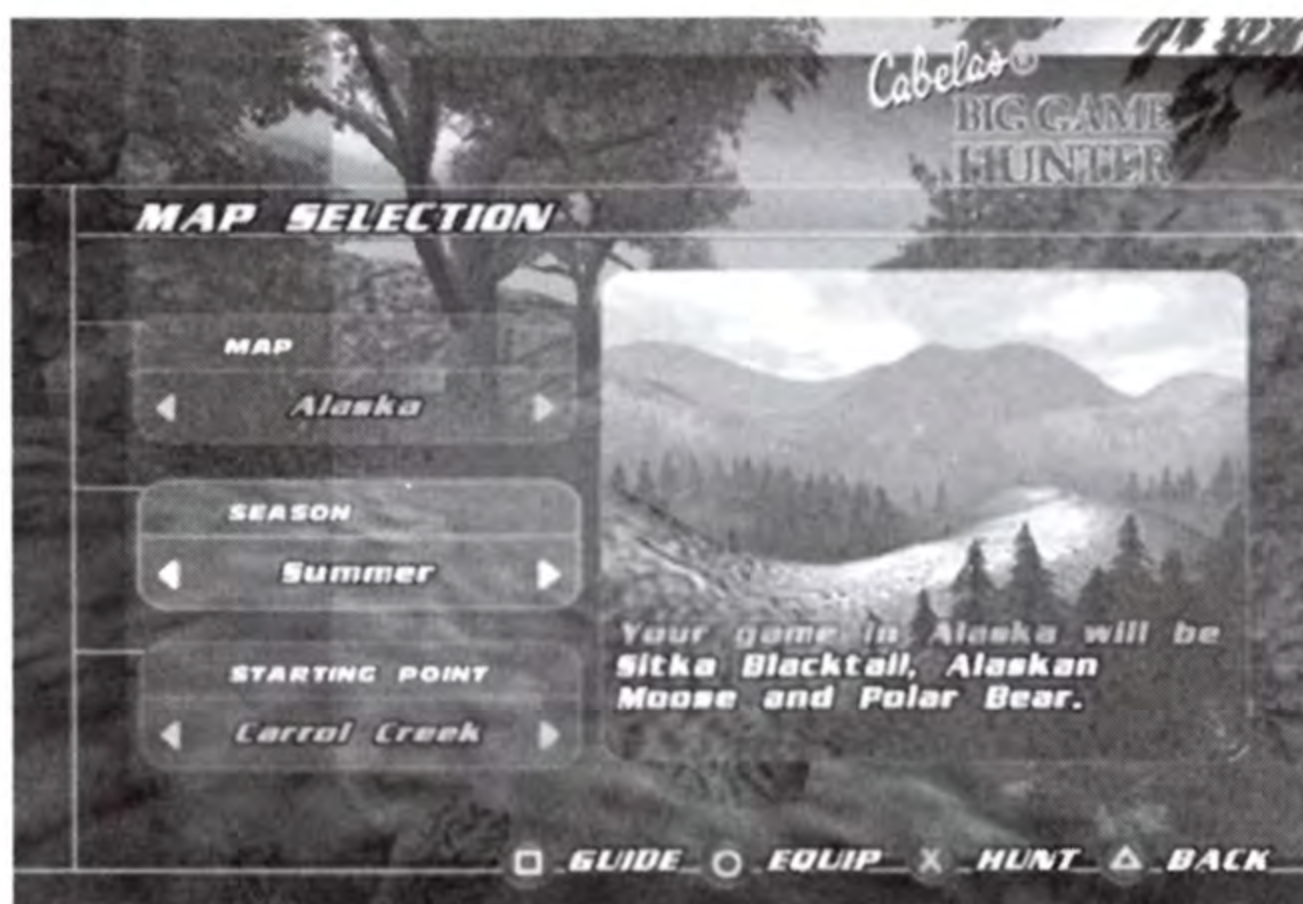 Cabela's®
BIG GAME
HUNTER
MAP SELECTION
MAP
Alaska
SEASON
Summer
STARTING POINT
Carrol Creek
Your game in Alaska will be
Sitka Blacktail, Alaskan
Moose and Polar Bear.
GUIDE EQUIP X HUNT BACK